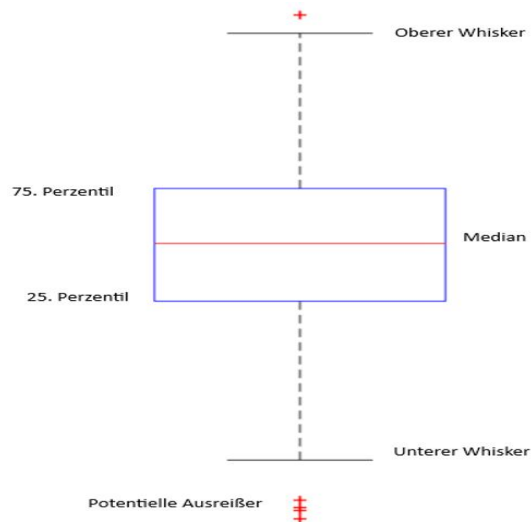 Oberer Whisker
75. Perzentil
Median
25. Perzentil
Unterer Whisker
Potentielle Ausreißer